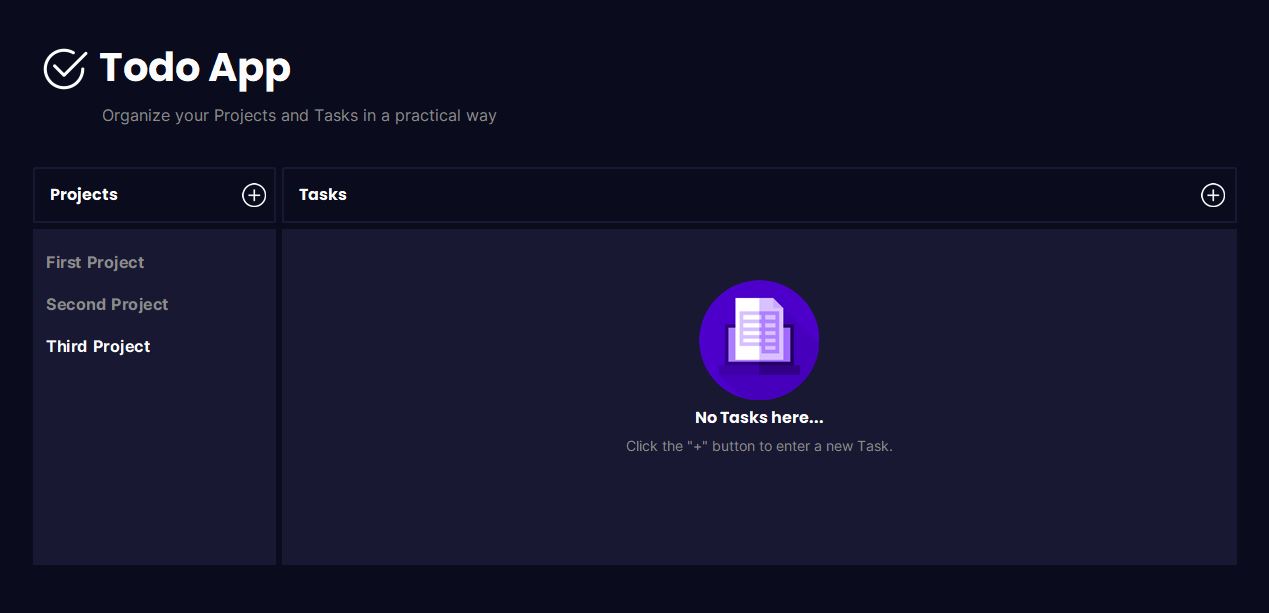 Todo App
Organize your Projects and Tasks in a practical way
Projects
Tasks
First Project
Second Project
Third Project
No Tasks here...
Click the "+" button to enter a new Task.